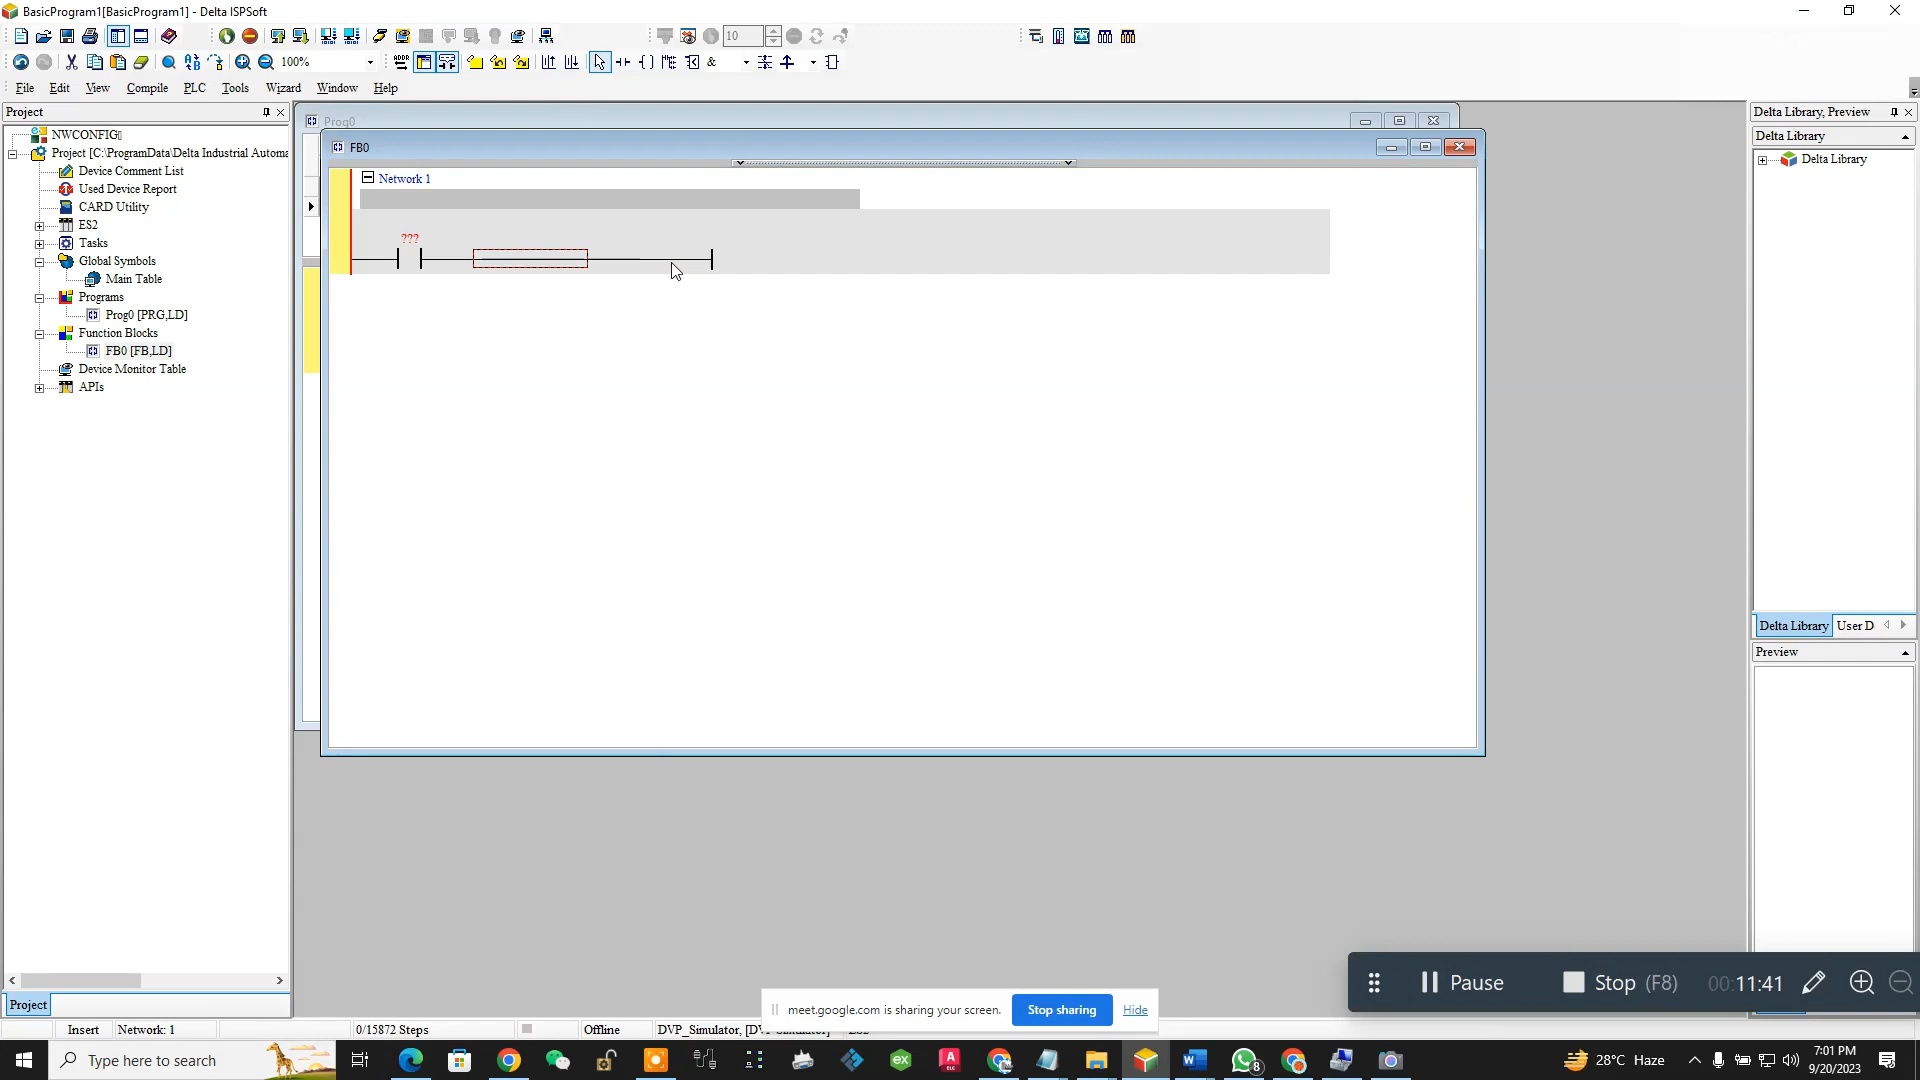 BasicProgram1[BasicProgram1] - Delta ISPSoft
10
100%
&
File Edit View Compile PLC Tools Wizard Window Help
Project
NWCONFIG
Project [C:\ProgramData\Delta Industrial Automa
Device Comment List
Used Device Report
CARD Utility
ES2
Tasks
Global Symbols
Main Table
Programs
Prog0 [PRG,LD]
Function Blocks
FB0 [FB,LD]
Device Monitor Table
APIs
Project
Prog0
FB0
Network 1
???
Delta Library, Preview
Delta Library
Delta Library
Delta Library User D
Preview
Pause Stop (F8) 00:11:41
meet.google.com is sharing your screen. Stop sharing Hide
Insert Network: 1 0/15872 Steps Offline DVP_Simulator,
Type here to search
8
28°C Haze
7:01 PM
9/20/2023